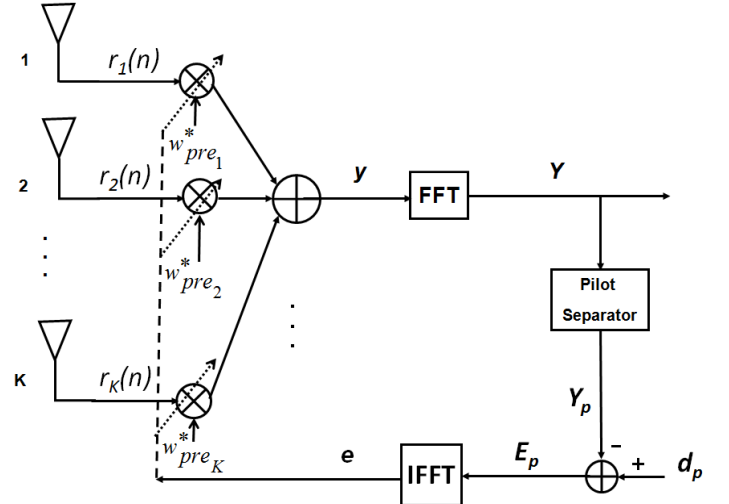 1
r1(n)
w*pre1
2
r2(n)
w*pre2
y
FFT
Y
Pilot
Separator
K
rK(n)
w*preK
Yp
e
IFFT
Ep
−
+
dp